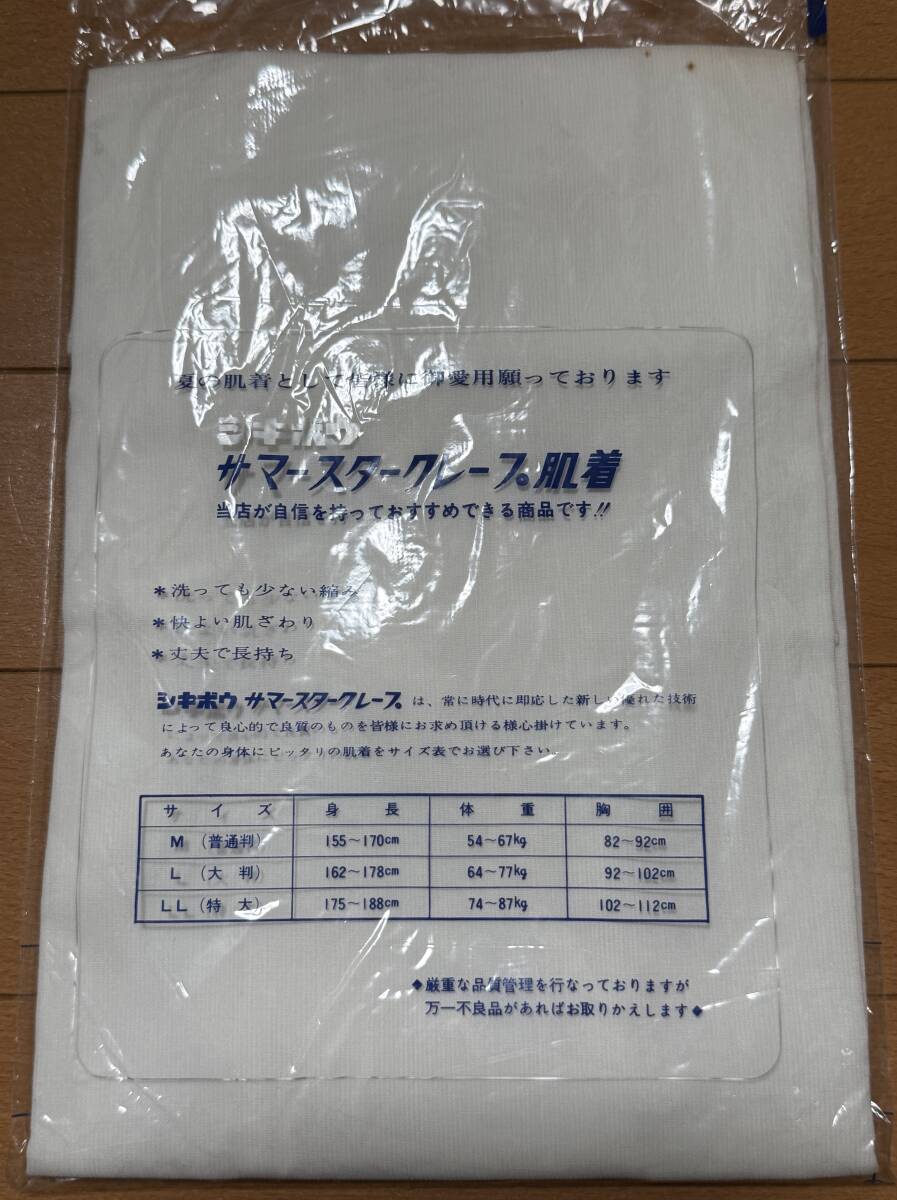 夏の肌着として皆様に御愛用願っております
シキボウ
サマースタークレープ肌着
当店が自信を持っておすすめできる商品です!!
*洗っても少ない縮み
*快よい肌ざわり
*丈夫で長持ち
シキボウ サマースタークレープ は、常に時代に即応した新しい優れた技術
によって良心的で良質のものを皆様にお求め頂ける様心掛けています。
あなたの身体にピッタリの肌着をサイズ表でお選び下さい。
サイズ 身長 体重 胸囲
M (普通判) 155~170cm 54~67kg 82~92cm
L (大判) 162~178cm 64~77kg 92~102cm
LL (特大) 175~188cm 74~87kg 102~112cm
◆厳重な品質管理を行なっておりますが
万一不良品があればお取りかえします◆